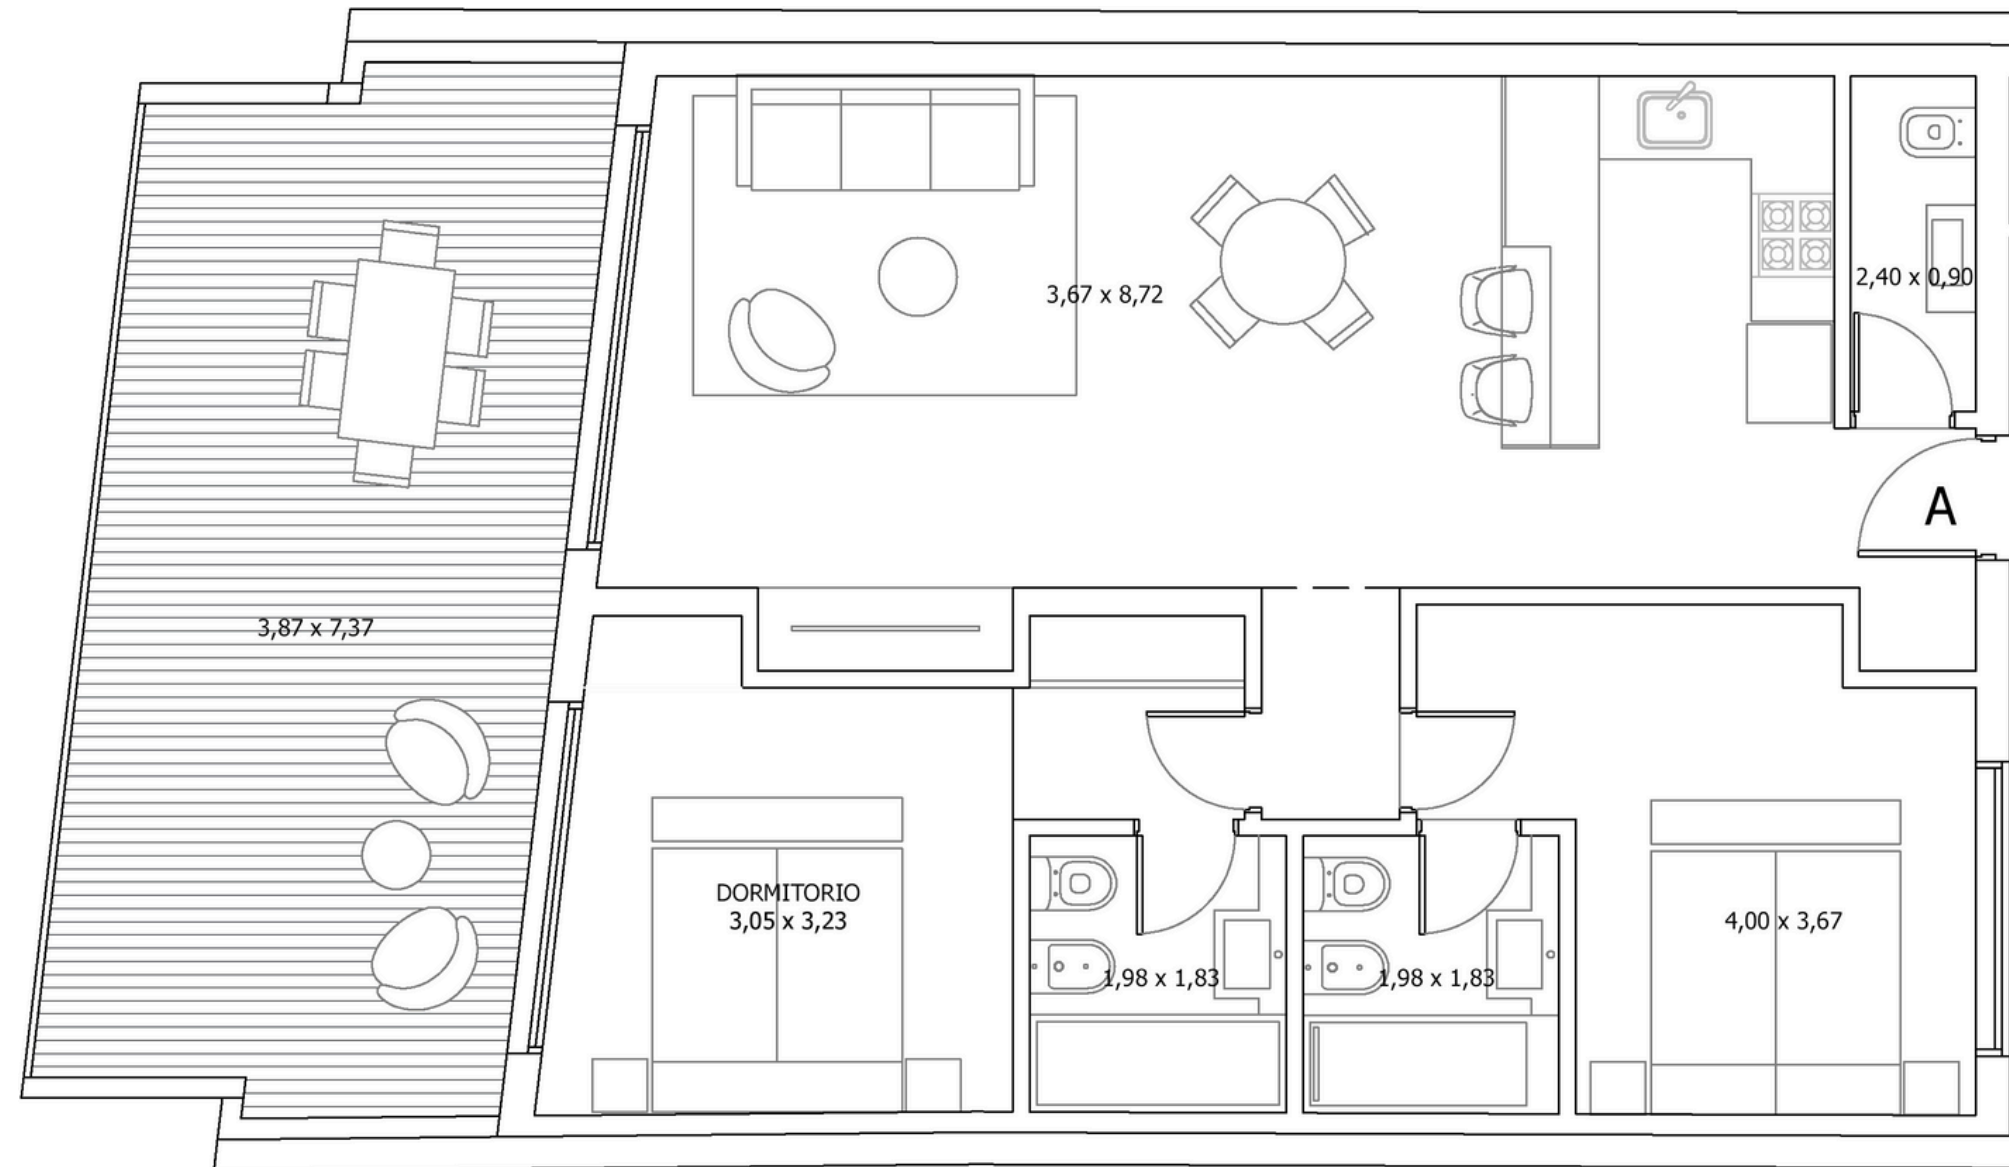 2,40 x 0,90
3,67 x 8,72
A
3,87 x 7,37
DORMITORIO
3,05 x 3,23
4,00 x 3,67
1,98 x 1,83
1,98 x 1,83